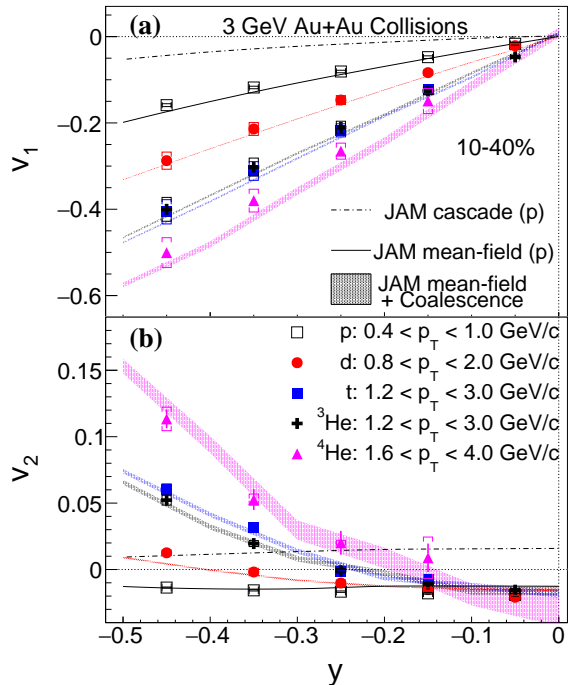 (a) 3 GeV Au+Au Collisions
0
−0.2
−0.4
−0.6
v1
10-40%
JAM cascade (p)
JAM mean-field (p)
JAM mean-field
+ Coalescence
(b)
p: 0.4 < pT < 1.0 GeV/c
d: 0.8 < pT < 2.0 GeV/c
t: 1.2 < pT < 3.0 GeV/c
3He: 1.2 < pT < 3.0 GeV/c
4He: 1.6 < pT < 4.0 GeV/c
0.15
0.1
0.05
0
v2
−0.5 −0.4 −0.3 −0.2 −0.1 0
y